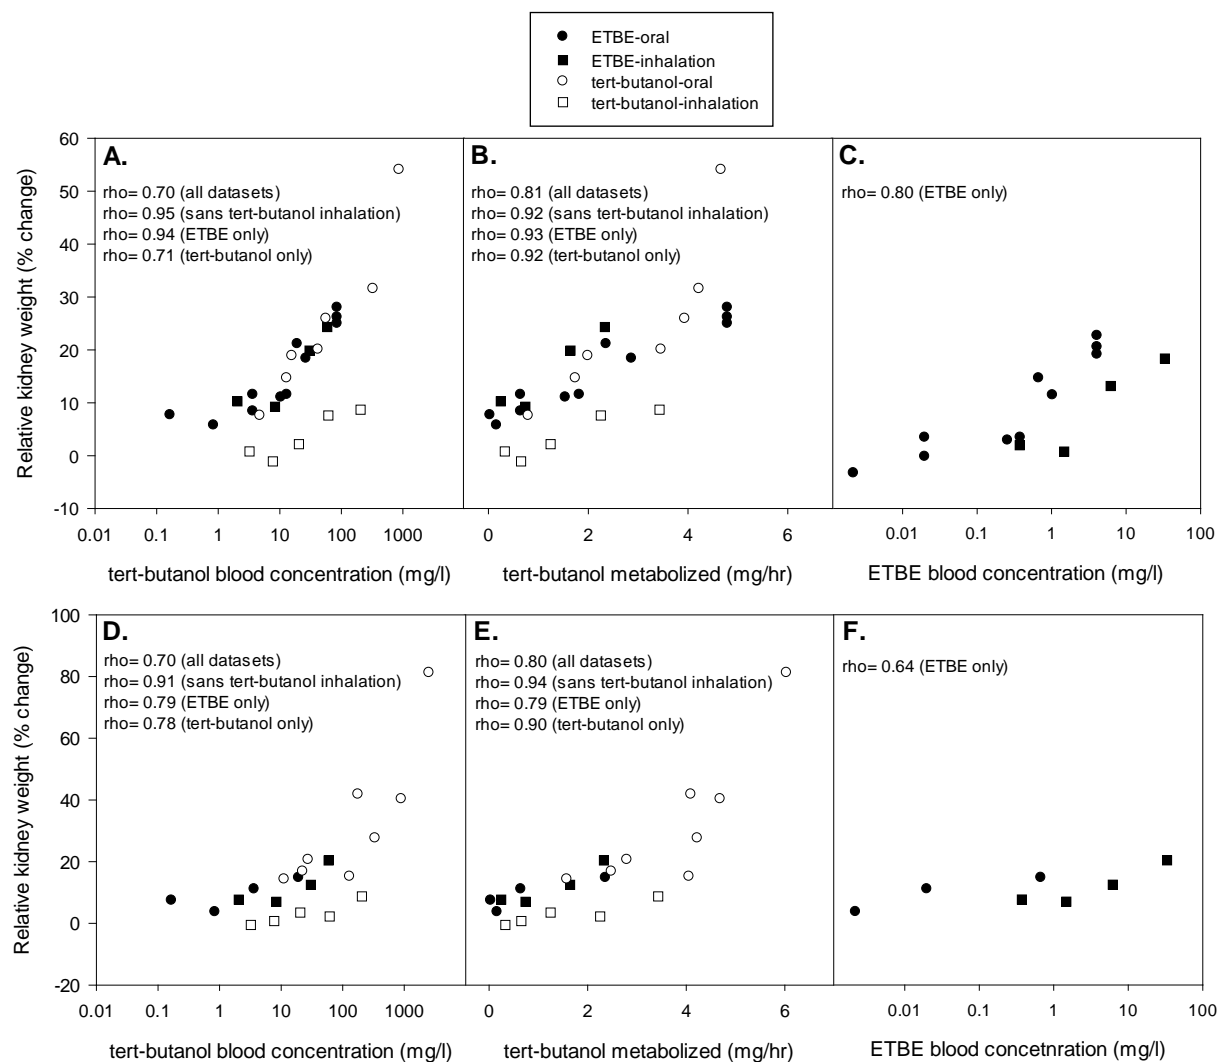 ETBE-oral
ETBE-inhalation
tert-butanol-oral
tert-butanol-inhalation
Relative kidney weight (% change)
60
50
40
30
20
10
0
-10
A.
rho= 0.70 (all datasets)
rho= 0.95 (sans tert-butanol inhalation)
rho= 0.94 (ETBE only)
rho= 0.71 (tert-butanol only)
B.
rho= 0.81 (all datasets)
rho= 0.92 (sans tert-butanol inhalation)
rho= 0.93 (ETBE only)
rho= 0.92 (tert-butanol only)
C.
rho= 0.80 (ETBE only)
0.01 0.1 1 10 100 1000
0 2 4 6
0.01 0.1 1 10 100
tert-butanol blood concentration (mg/l)
tert-butanol metabolized (mg/hr)
ETBE blood concentration (mg/l)
Relative kidney weight (% change)
100
80
60
40
20
0
-20
D.
rho= 0.70 (all datasets)
rho= 0.91 (sans tert-butanol inhalation)
rho= 0.79 (ETBE only)
rho= 0.78 (tert-butanol only)
E.
rho= 0.80 (all datasets)
rho= 0.94 (sans tert-butanol inhalation)
rho= 0.79 (ETBE only)
rho= 0.90 (tert-butanol only)
F.
rho= 0.64 (ETBE only)
0.01 0.1 1 10 100 1000
0 2 4 6
0.01 0.1 1 10 100
tert-butanol blood concentration (mg/l)
tert-butanol metabolized (mg/hr)
ETBE blood concentration (mg/l)